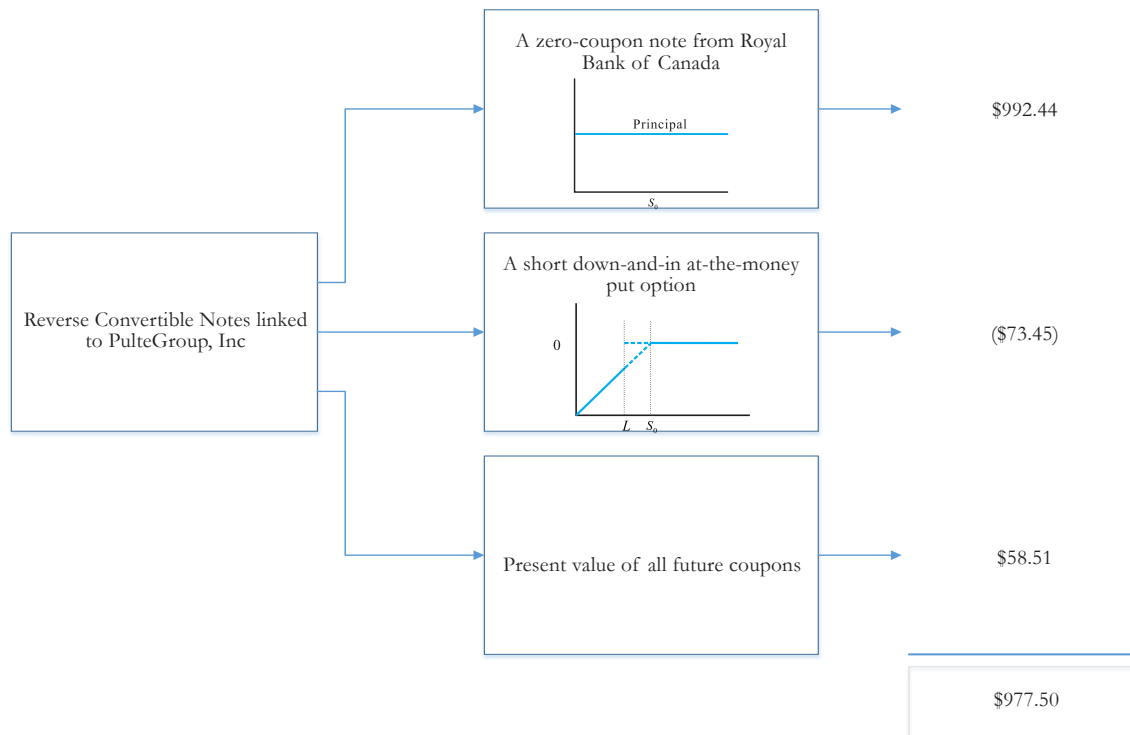 A zero-coupon note from Royal
Bank of Canada
Principal
S₀
$992.44
Reverse Convertible Notes linked
to PulteGroup, Inc
A short down-and-in at-the-money
put option
0
L S₀
($73.45)
Present value of all future coupons
$58.51
$977.50